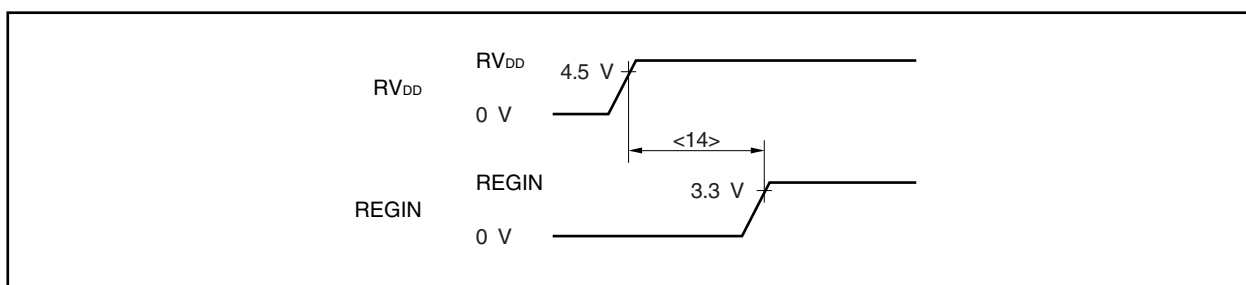 RVDD
RVDD
4.5 V
0 V
<14>
REGIN
REGIN
3.3 V
0 V